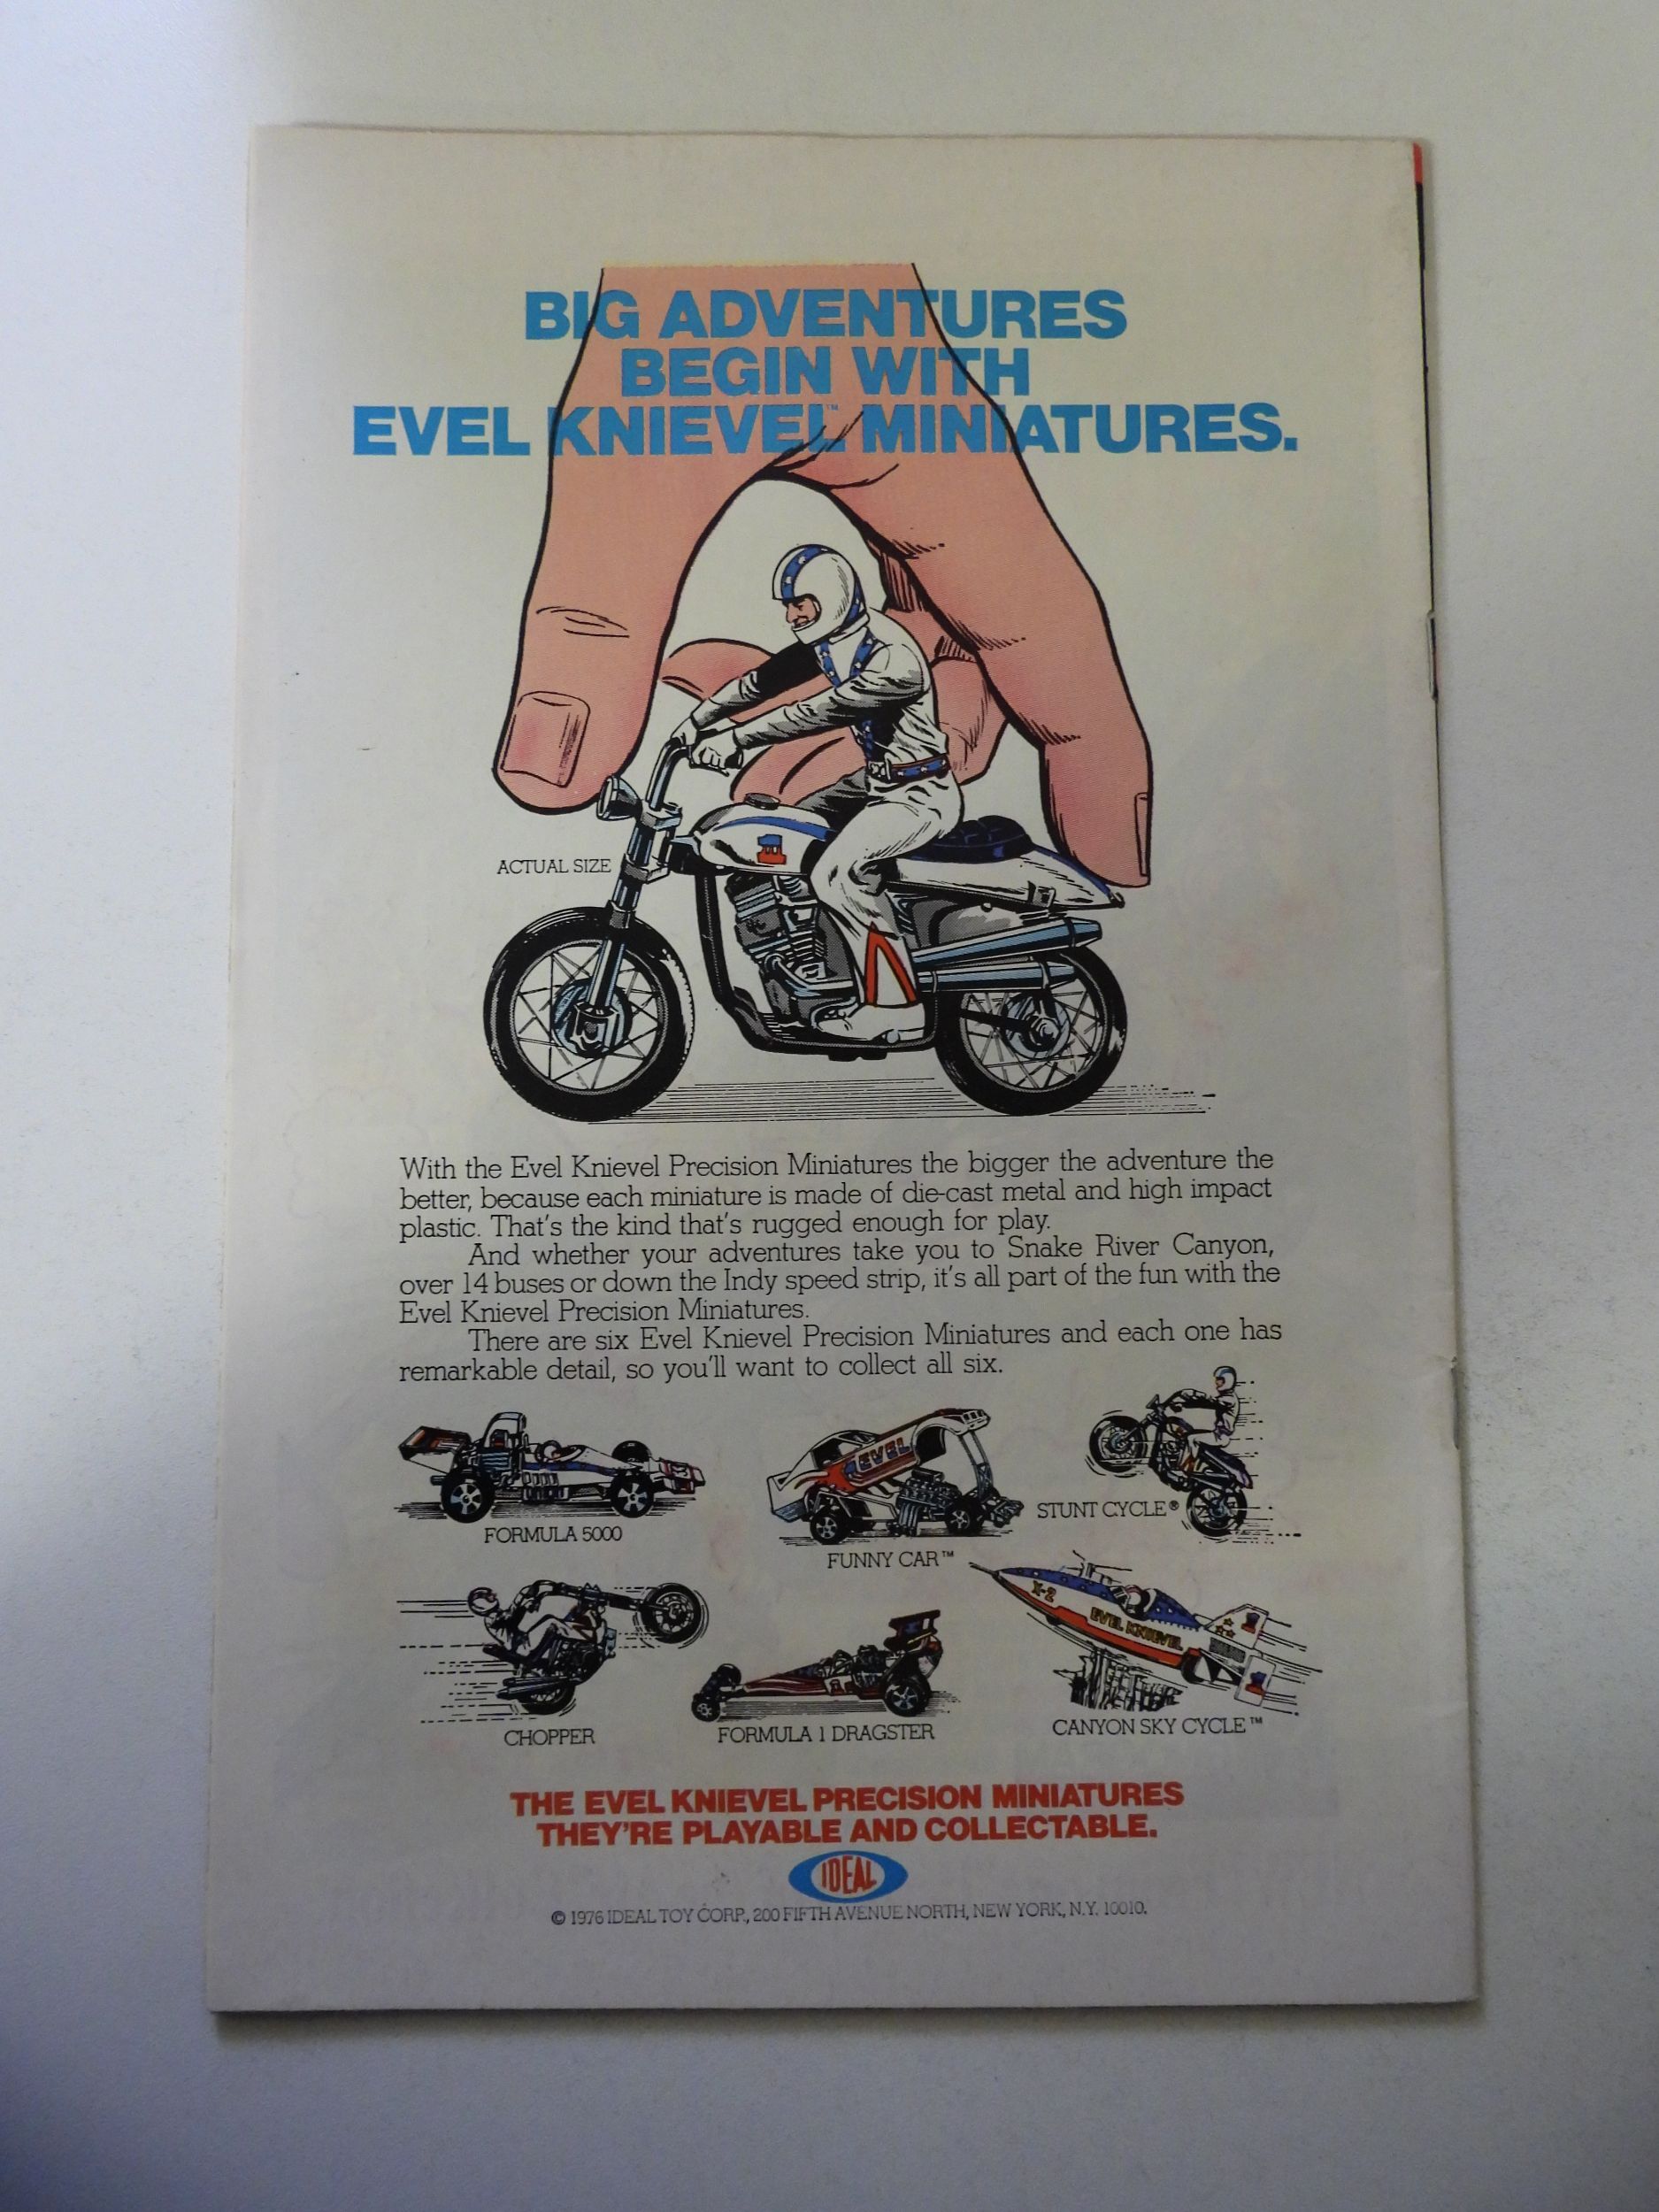 BIG ADVENTURES
BEGIN WITH
EVEL KNIEVEL™ MINIATURES.
ACTUAL SIZE
1
With the Evel Knievel Precision Miniatures the bigger the adventure the
better, because each miniature is made of die-cast metal and high impact
plastic. That's the kind that's rugged enough for play.
And whether your adventures take you to Snake River Canyon,
over 14 buses or down the Indy speed strip, it's all part of the fun with the
Evel Knievel Precision Miniatures.
There are six Evel Knievel Precision Miniatures and each one has
remarkable detail, so you'll want to collect all six.
FORMULA 5000
EVEL
FUNNY CAR™
STUNT CYCLE®
CHOPPER
FORMULA 1 DRAGSTER
X-2
EVEL KNIEVEL
CANYON SKY CYCLE™
THE EVEL KNIEVEL PRECISION MINIATURES
THEY'RE PLAYABLE AND COLLECTABLE.
IDEAL
© 1976 IDEAL TOY CORP., 200 FIFTH AVENUE NORTH, NEW YORK, N.Y. 10010.